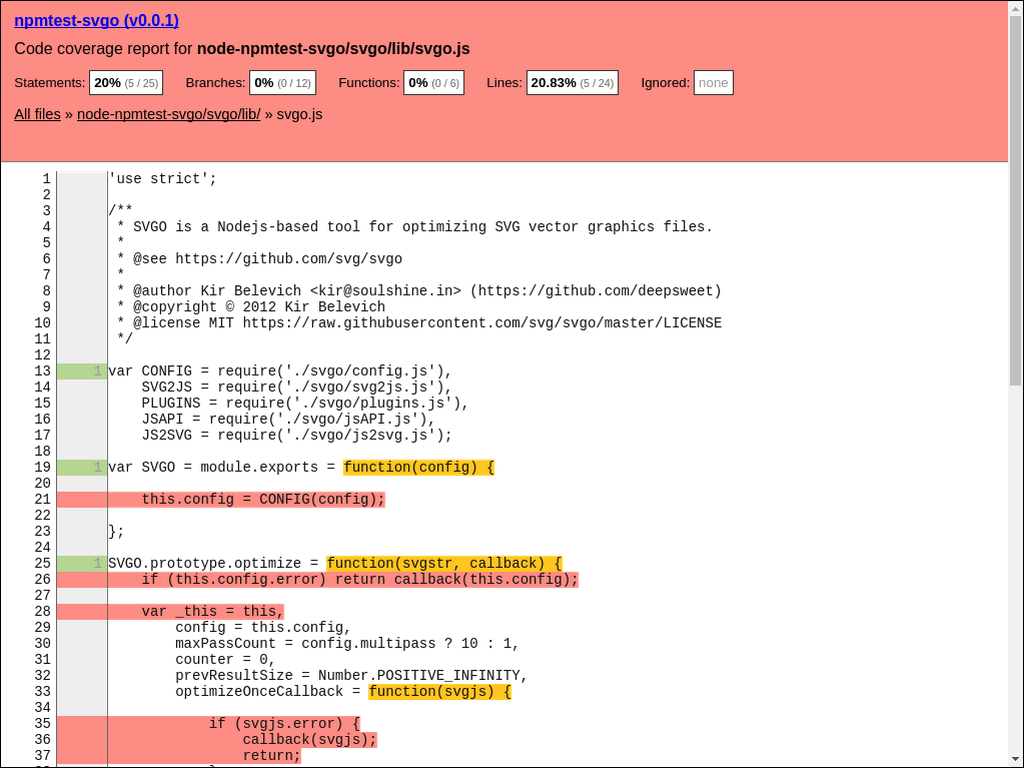 npmtest-svgo (v0.0.1)
Code coverage report for node-npmtest-svgo/svgo/lib/svgo.js
Statements: 20% (5 / 25) Branches: 0% (0 / 12) Functions: 0% (0 / 6) Lines: 20.83% (5 / 24) Ignored: none
All files » node-npmtest-svgo/svgo/lib/ » svgo.js
1 'use strict';
2
3 /**
4  * SVGO is a Nodejs-based tool for optimizing SVG vector graphics files.
5  *
6  * @see https://github.com/svg/svgo
7  *
8  * @author Kir Belevich <kir@soulshine.in> (https://github.com/deepsweet)
9  * @copyright © 2012 Kir Belevich
10  * @license MIT https://raw.githubusercontent.com/svg/svgo/master/LICENSE
11  */
12
13 1 var CONFIG = require('./svgo/config.js'),
14     SVG2JS = require('./svgo/svg2js.js'),
15     PLUGINS = require('./svgo/plugins.js'),
16     JSAPI = require('./svgo/jsAPI.js'),
17     JS2SVG = require('./svgo/js2svg.js');
18
19 1 var SVGO = module.exports = function(config) {
20
21     this.config = CONFIG(config);
22
23 };
24
25 1 SVGO.prototype.optimize = function(svgstr, callback) {
26     if (this.config.error) return callback(this.config);
27
28     var _this = this,
29         config = this.config,
30         maxPassCount = config.multipass ? 10 : 1,
31         counter = 0,
32         prevResultSize = Number.POSITIVE_INFINITY,
33         optimizeOnceCallback = function(svgjs) {
34
35             if (svgjs.error) {
36                 callback(svgjs);
37                 return;